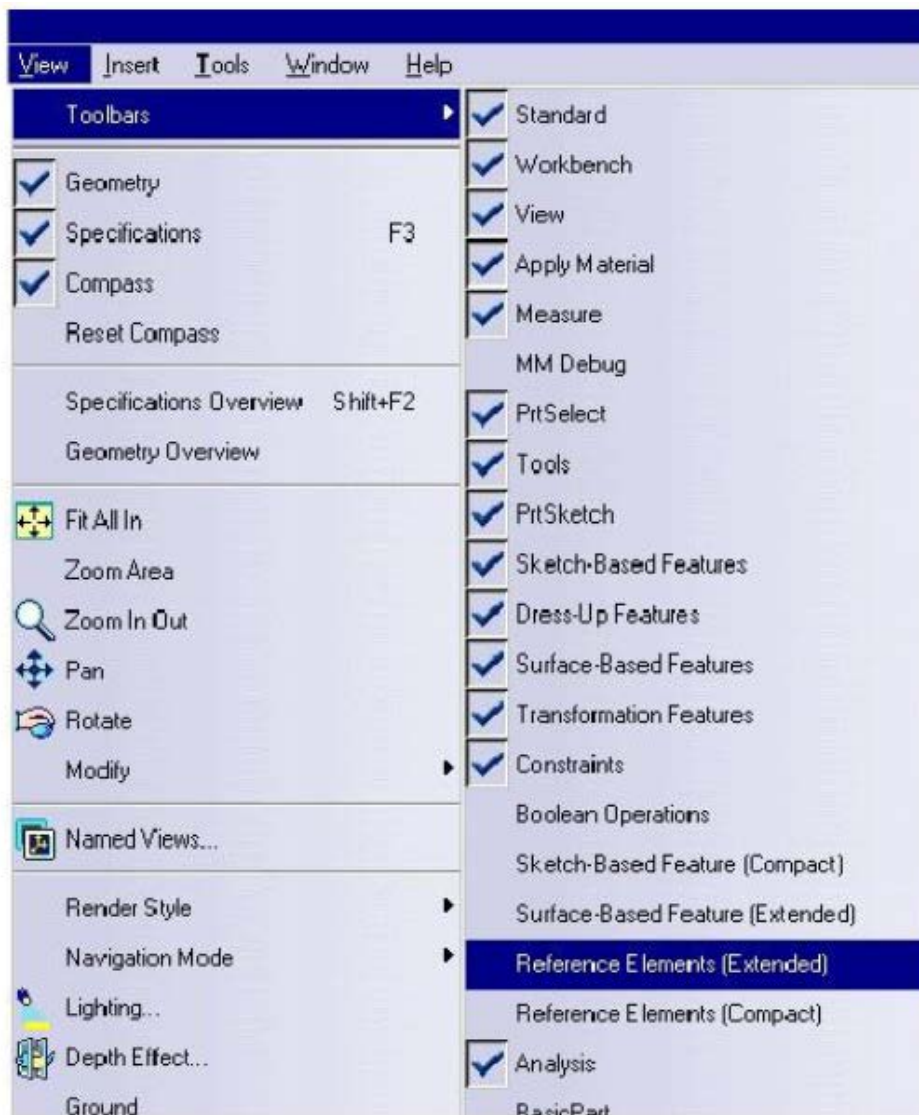 View Insert Tools Window Help
Toolbars
Geometry
Specifications F3
Compass
Reset Compass
Specifications Overview Shift+F2
Geometry Overview
Fit All In
Zoom Area
Zoom In Out
Pan
Rotate
Modify
Named Views...
Render Style
Navigation Mode
Lighting...
Depth Effect...
Ground
Standard
Workbench
View
Apply Material
Measure
MM Debug
PrtSelect
Tools
PrtSketch
Sketch-Based Features
Dress-Up Features
Surface-Based Features
Transformation Features
Constraints
Boolean Operations
Sketch-Based Feature (Compact)
Surface-Based Feature (Extended)
Reference Elements (Extended)
Reference Elements (Compact)
Analysis
BasicPart